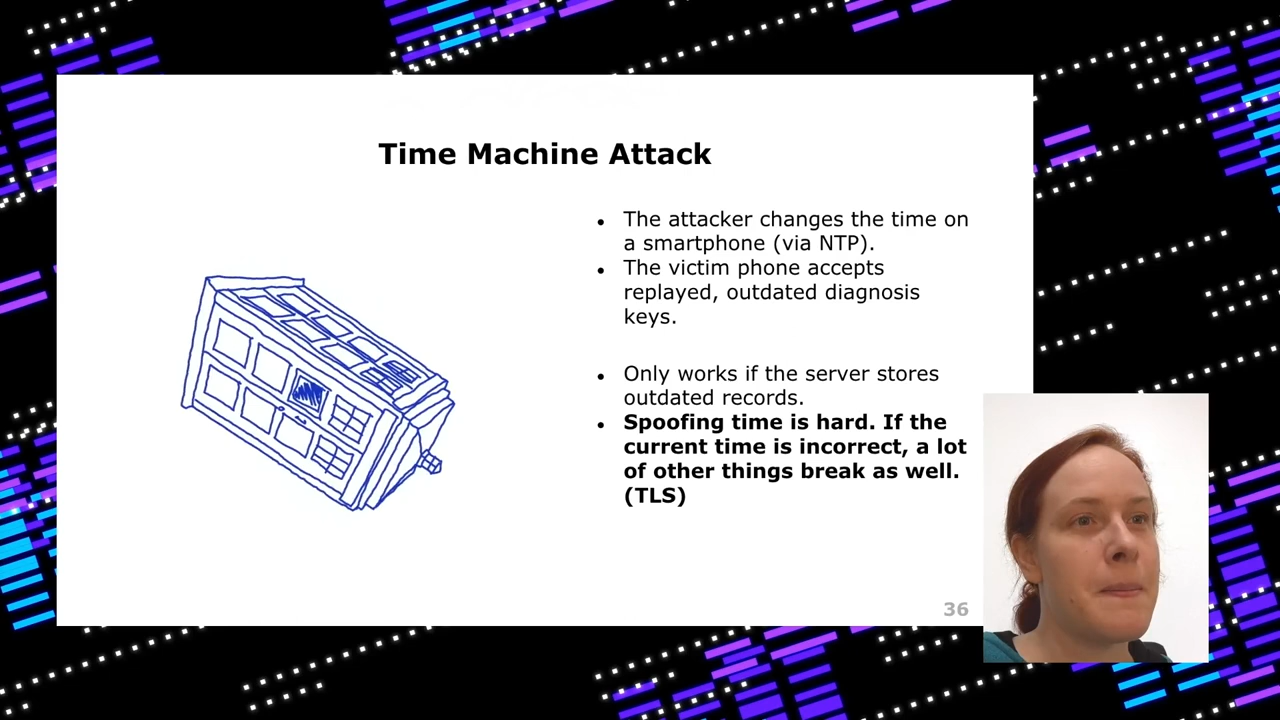 Time Machine Attack
• The attacker changes the time on
a smartphone (via NTP).
• The victim phone accepts
replayed, outdated diagnosis
keys.
• Only works if the server stores
outdated records.
• Spoofing time is hard. If the
current time is incorrect, a lot
of other things break as well.
(TLS)
36